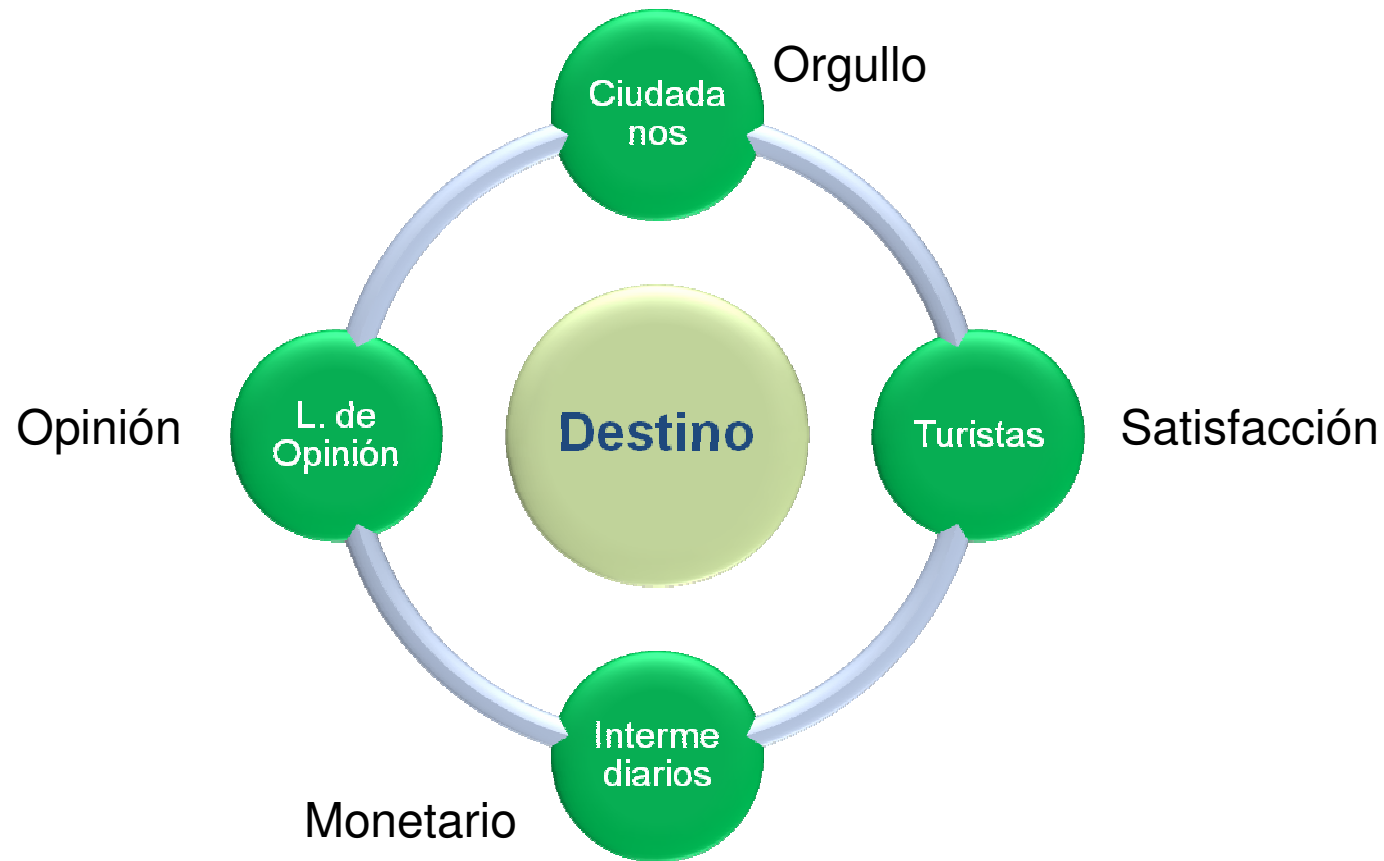 Orgullo
Ciudada
nos
Opinión
L. de
Opinión
Destino
Turistas
Satisfacción
Interme
diarios
Monetario